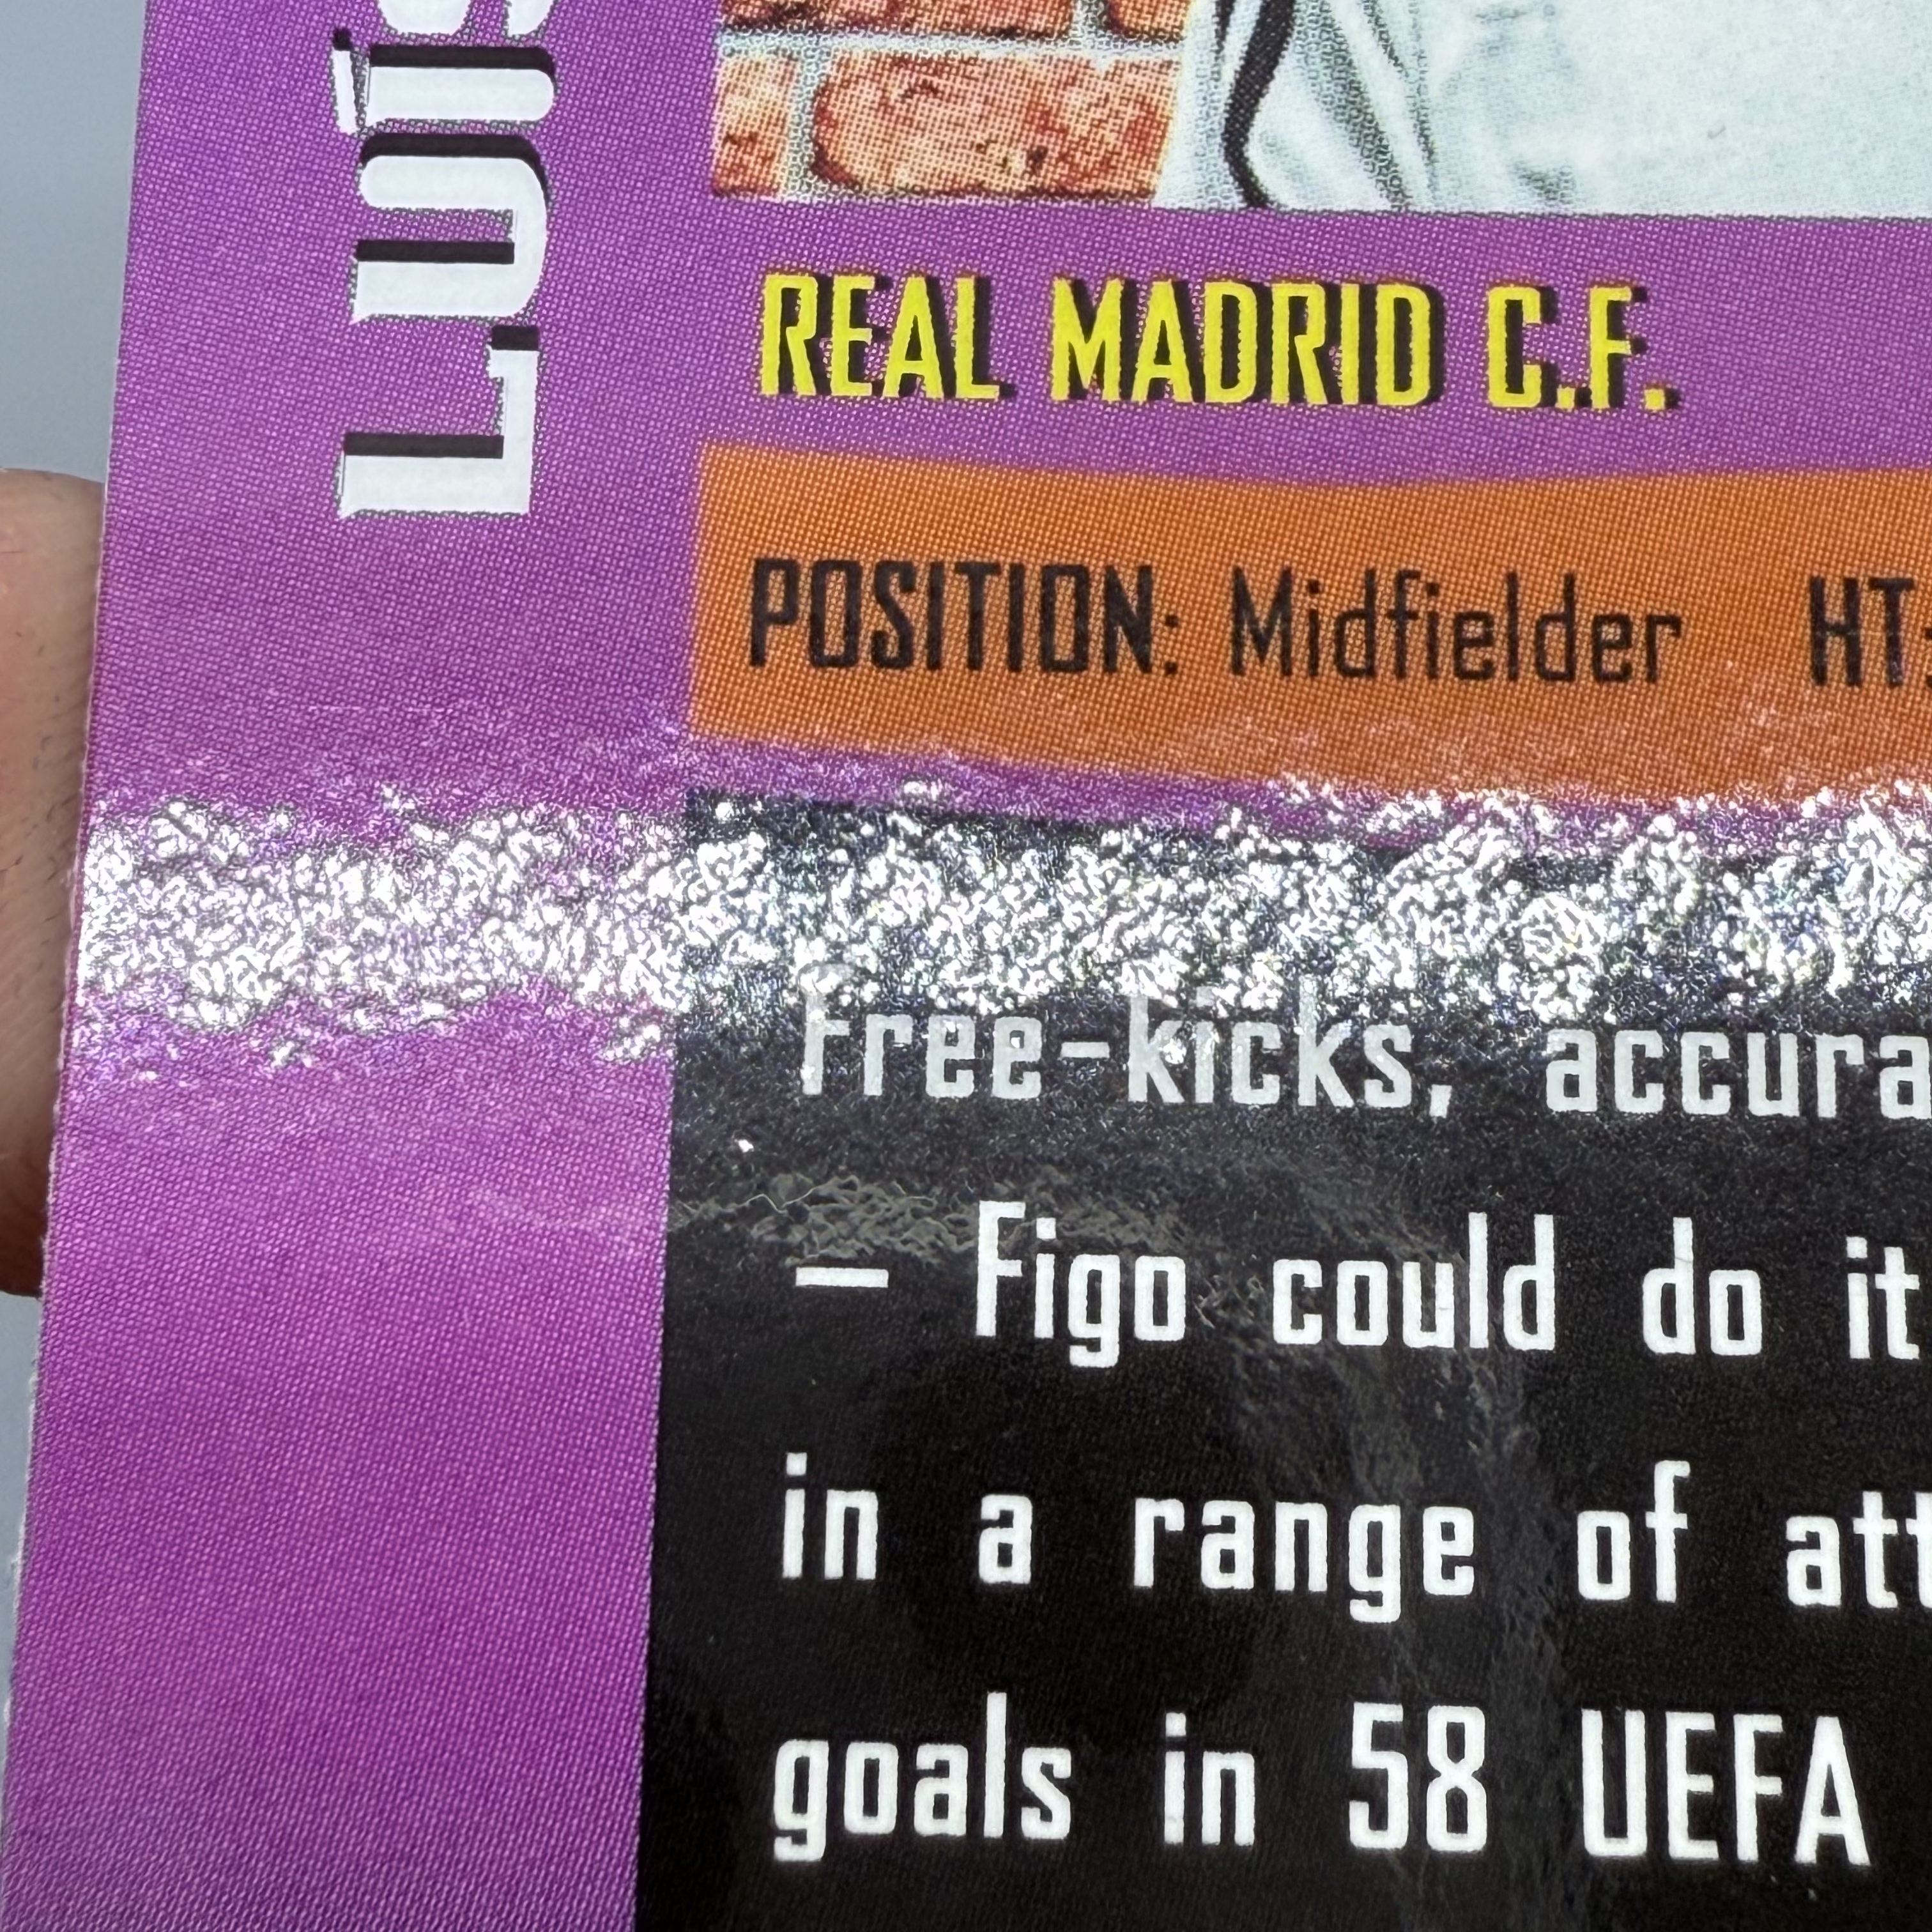 Luís
REAL MADRID C.F.
POSITION: Midfielder HT:
Free-kicks, accura
– Figo could do it
in a range of att
goals in 58 UEFA